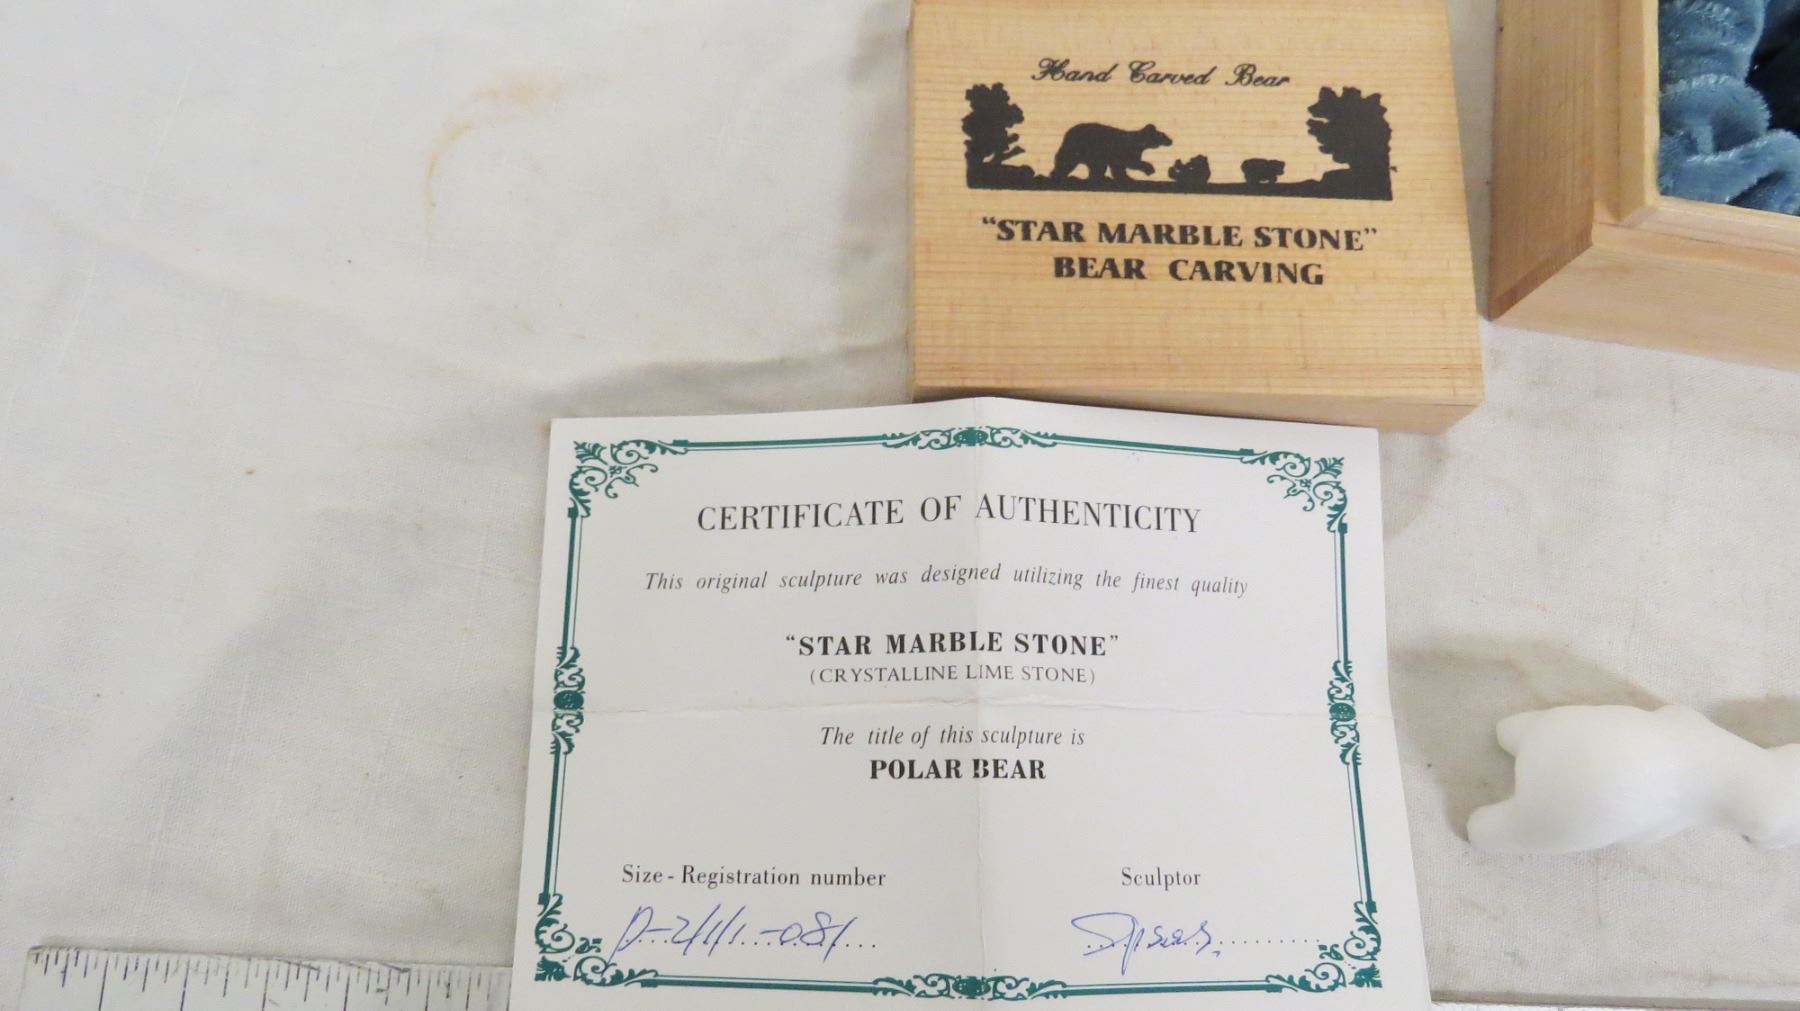 Hand Carved Bear
“STAR MARBLE STONE”
BEAR CARVING
CERTIFICATE OF AUTHENTICITY
This original sculpture was designed utilizing the finest quality
“STAR MARBLE STONE”
(CRYSTALLINE LIME STONE)
The title of this sculpture is
POLAR BEAR
Size - Registration number
Sculptor